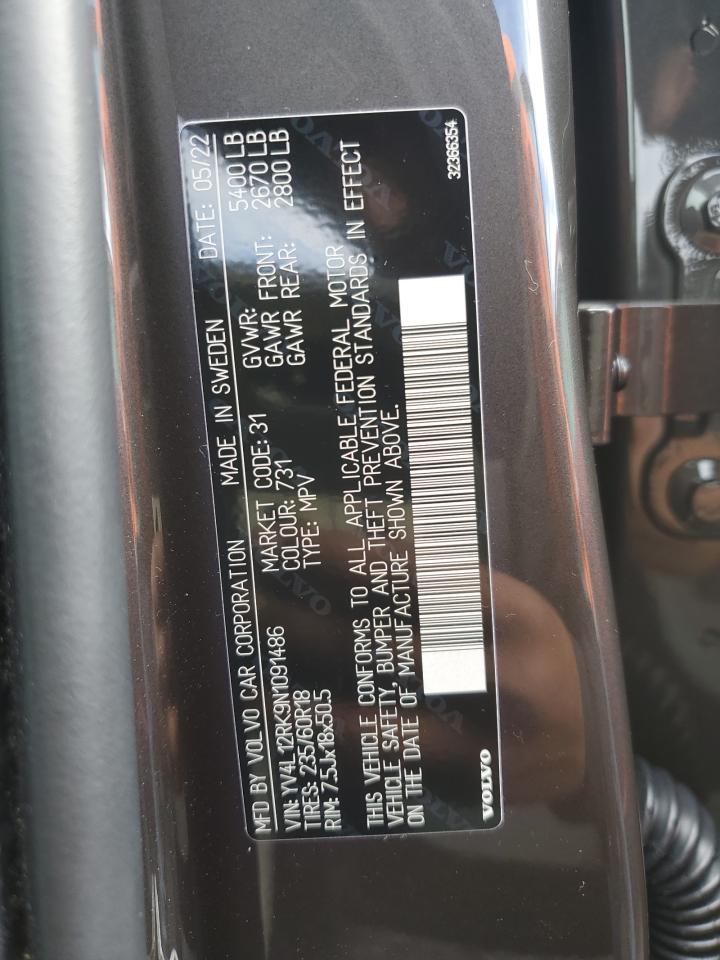 MFD BY VOLVO CAR CORPORATION MADE IN SWEDEN DATE: 05/22
VIN: YV4L12RK9N1091486 MARKET CODE: 31 GVWR: 5400 LB
TIRES: 235/60R18 COLOUR: 731 GAWR FRONT: 2670 LB
RIM: 7.5Jx18x50.5 TYPE: MPV GAWR REAR: 2800 LB
THIS VEHICLE CONFORMS TO ALL APPLICABLE FEDERAL MOTOR
VEHICLE SAFETY, BUMPER AND THEFT PREVENTION STANDARDS IN EFFECT
ON THE DATE OF MANUFACTURE SHOWN ABOVE.
VOLVO
32366354